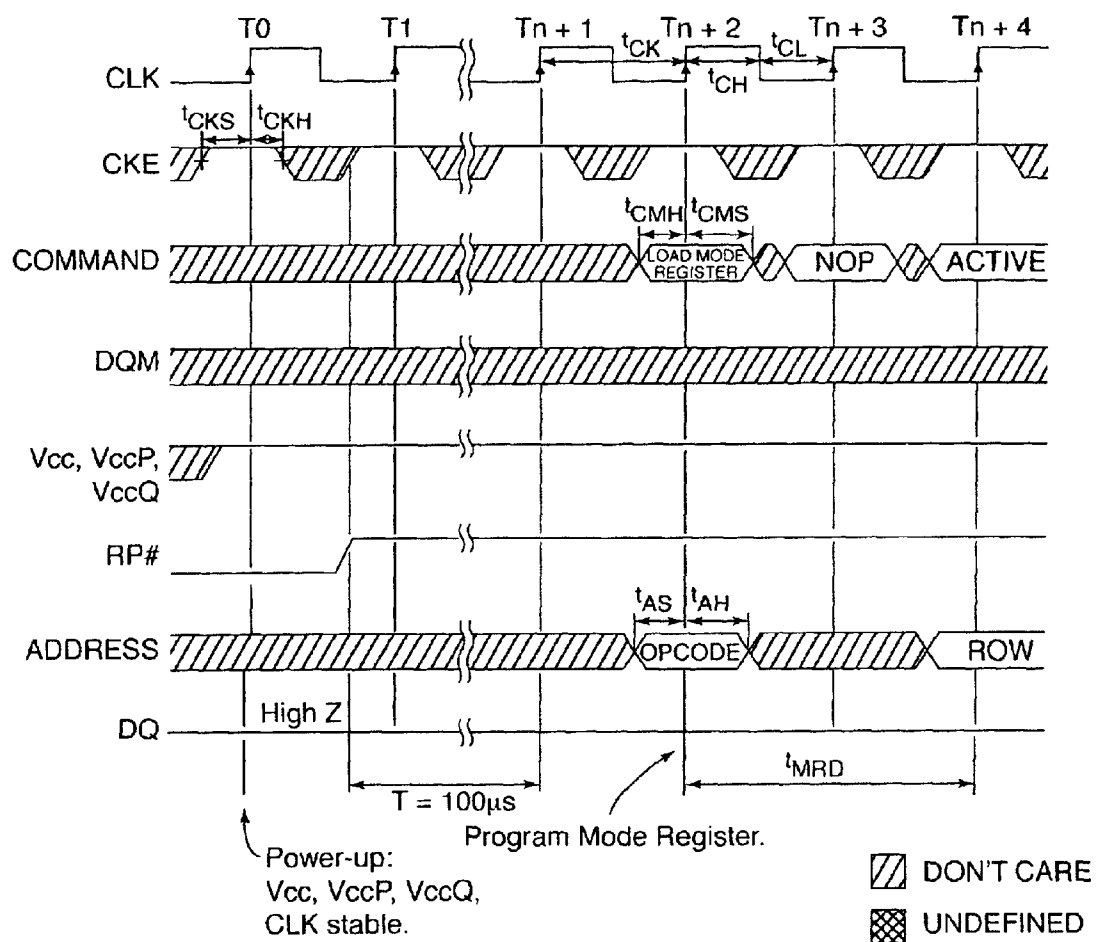 T0 T1 Tn + 1 Tn + 2 Tn + 3 Tn + 4
tCK tCL
CLK
tCH
tCKS tCKH
CKE
tCMH tCMS
COMMAND LOAD MODE REGISTER NOP ACTIVE
DQM
Vcc, VccP,
VccQ
RP#
tAS tAH
ADDRESS OPCODE ROW
High Z
DQ
tMRD
T = 100μs
Program Mode Register.
Power-up:
Vcc, VccP, VccQ,
CLK stable.
DON'T CARE
UNDEFINED